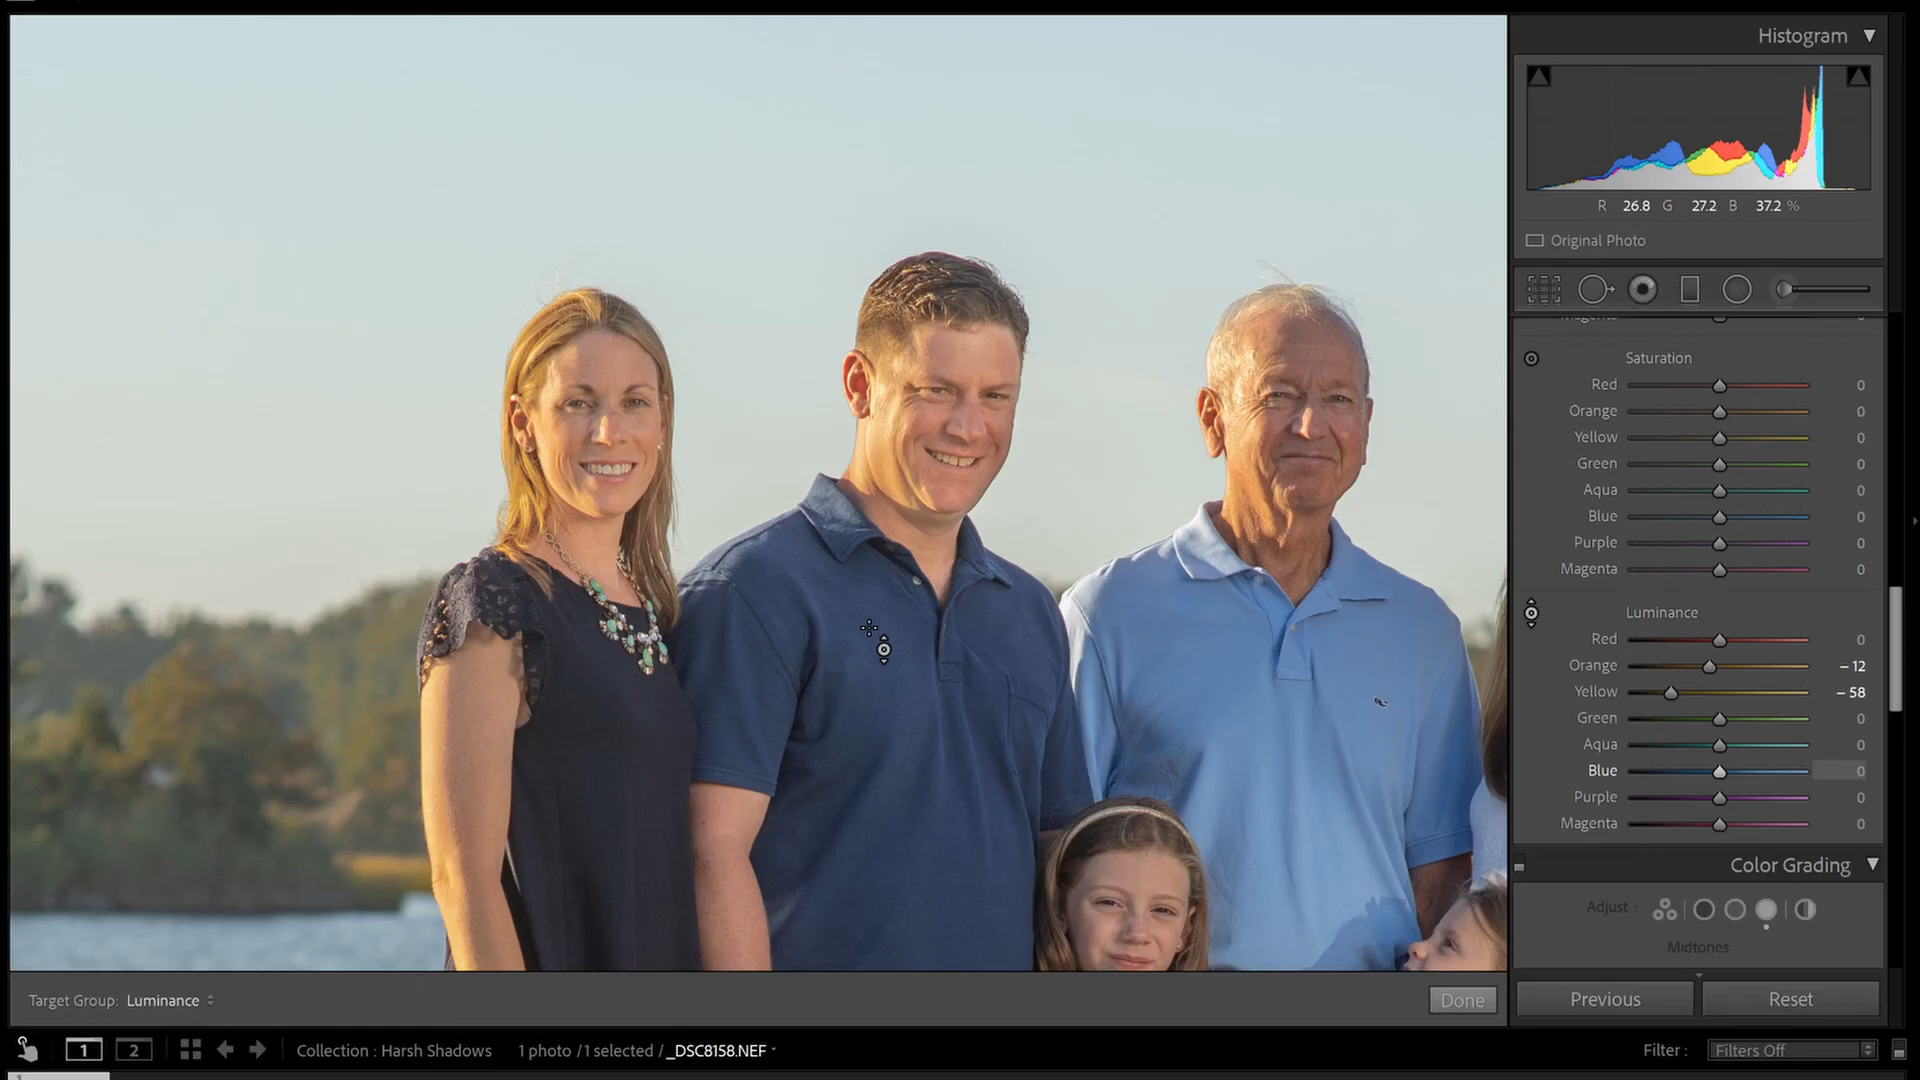 Histogram
R 26.8 G 27.2 B 37.2 %
Original Photo
Magenta 0
Saturation
Red 0
Orange 0
Yellow 0
Green 0
Aqua 0
Blue 0
Purple 0
Magenta 0
Luminance
Red 0
Orange – 12
Yellow – 58
Green 0
Aqua 0
Blue 0
Purple 0
Magenta 0
Color Grading
Adjust :
Midtones
Target Group: Luminance
Done
Previous
Reset
1
2
Collection : Harsh Shadows
1 photo /1 selected /_DSC8158.NEF
Filter :
Filters Off
1